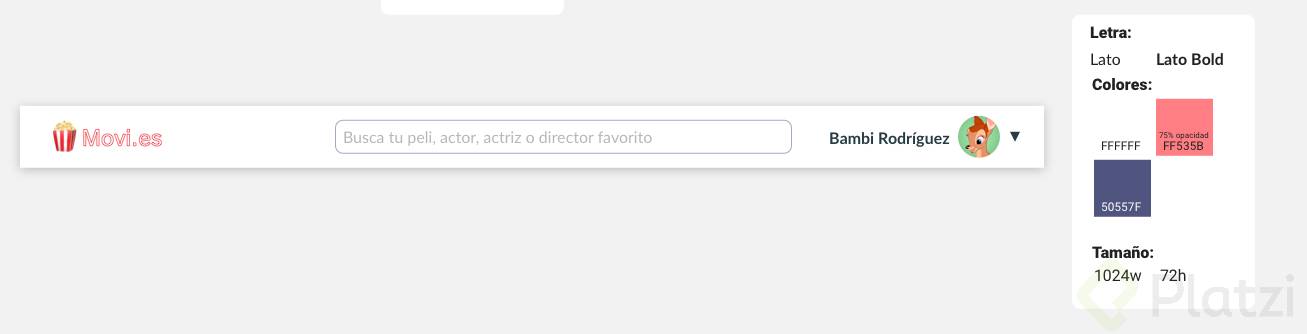 Movi.es
Busca tu peli, actor, actriz o director favorito
Bambi Rodríguez ▼
Letra:
Lato Lato Bold
Colores:
75% opacidad
FFFFFF FF535B
50557F
Tamaño:
1024w 72h
Platzi